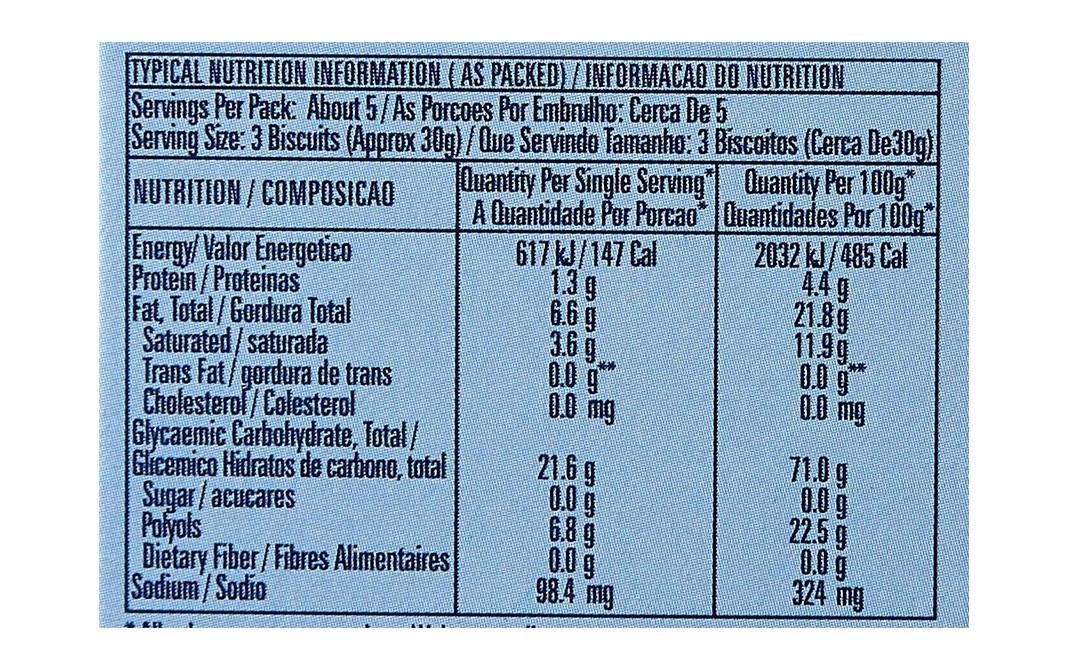 TYPICAL NUTRITION INFORMATION ( AS PACKED) / INFORMACAO DO NUTRITION
Servings Per Pack: About 5 / As Porcoes Por Embrulho: Cerca De 5
Serving Size: 3 Biscuits (Approx 30g) / Que Servindo Tamanho: 3 Biscoitos (Cerca De30g)
NUTRITION / COMPOSICAO
Quantity Per Single Serving* Quantity Per 100g*
A Quantidade Por Porcao* Quantidades Por 100g*
Energy/ Valor Energetico 617 kJ/147 Cal 2032 kJ/485 Cal
Protein / Proteinas 1.3 g 4.4 g
Fat, Total / Gordura Total 6.6 g 21.8 g
Saturated / saturada 3.6 g 11.9 g
Trans Fat / gordura de trans 0.0 g** 0.0 g**
Cholesterol / Colesterol 0.0 mg 0.0 mg
Glycaemic Carbohydrate, Total /
Glicemico Hidratos de carbono, total 21.6 g 71.0 g
Sugar / acucares 0.0 g 0.0 g
Polyols 6.8 g 22.5 g
Dietary Fiber / Fibres Alimentaires 0.0 g 0.0 g
Sodium / Sodio 98.4 mg 324 mg